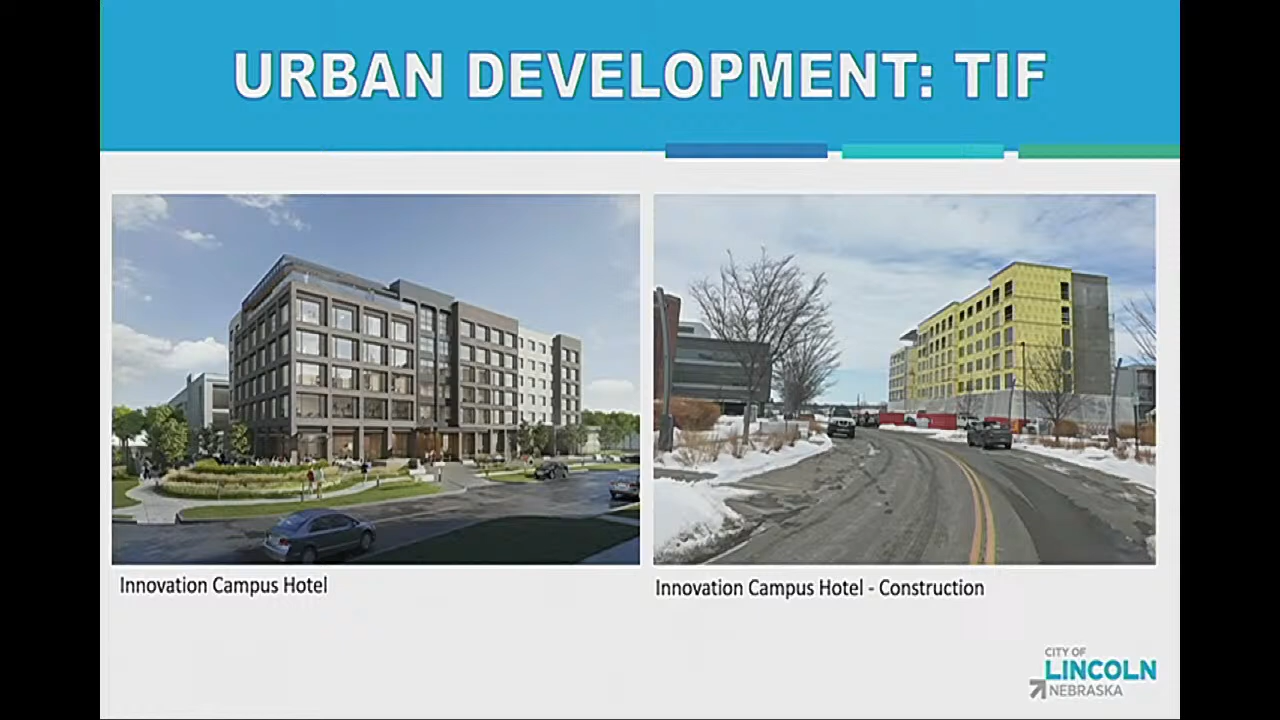 URBAN DEVELOPMENT: TIF
Innovation Campus Hotel
Innovation Campus Hotel - Construction
CITY OF
LINCOLN
NEBRASKA